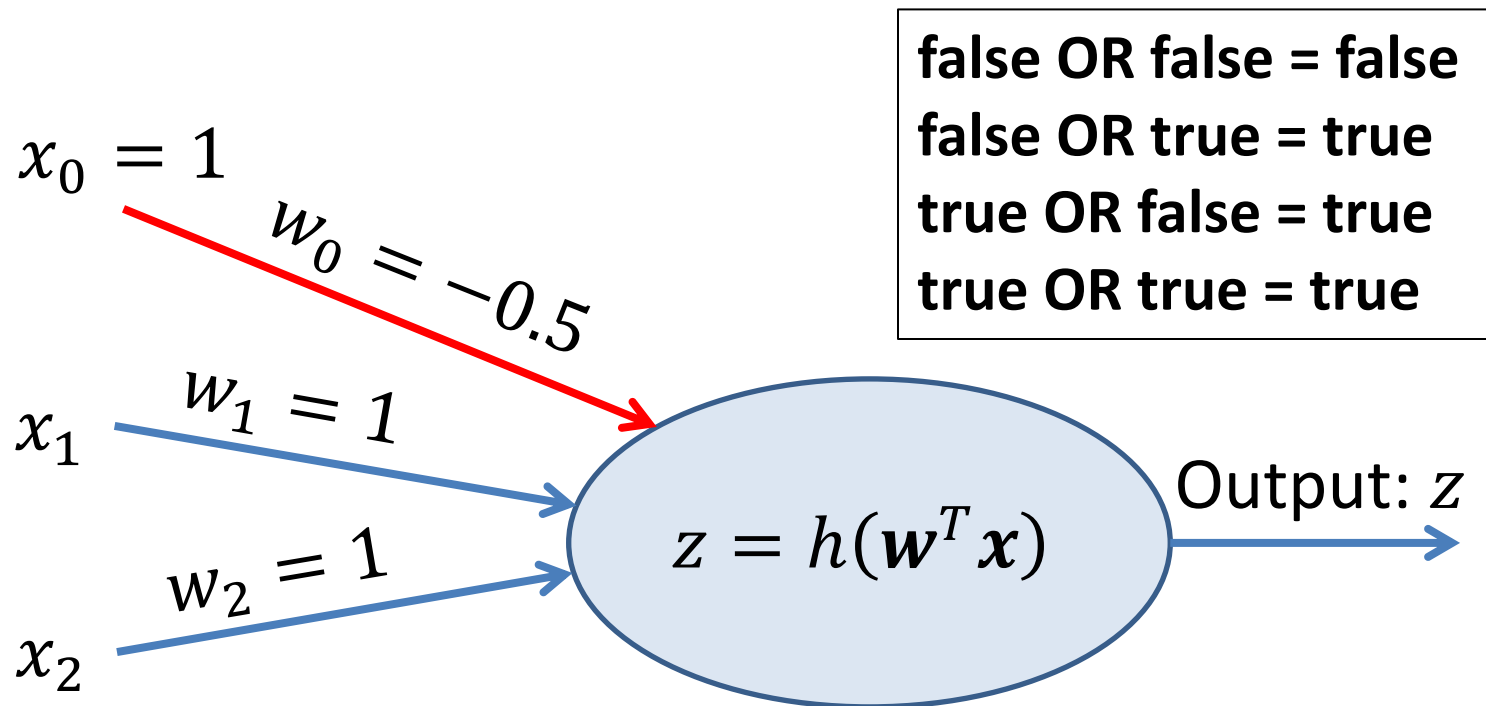 false OR false = false
false OR true = true
true OR false = true
true OR true = true
x₀ = 1
w₀ = −0.5
w₁ = 1
x₁
w₂ = 1
x₂
z = h(wᵀx)
Output: z